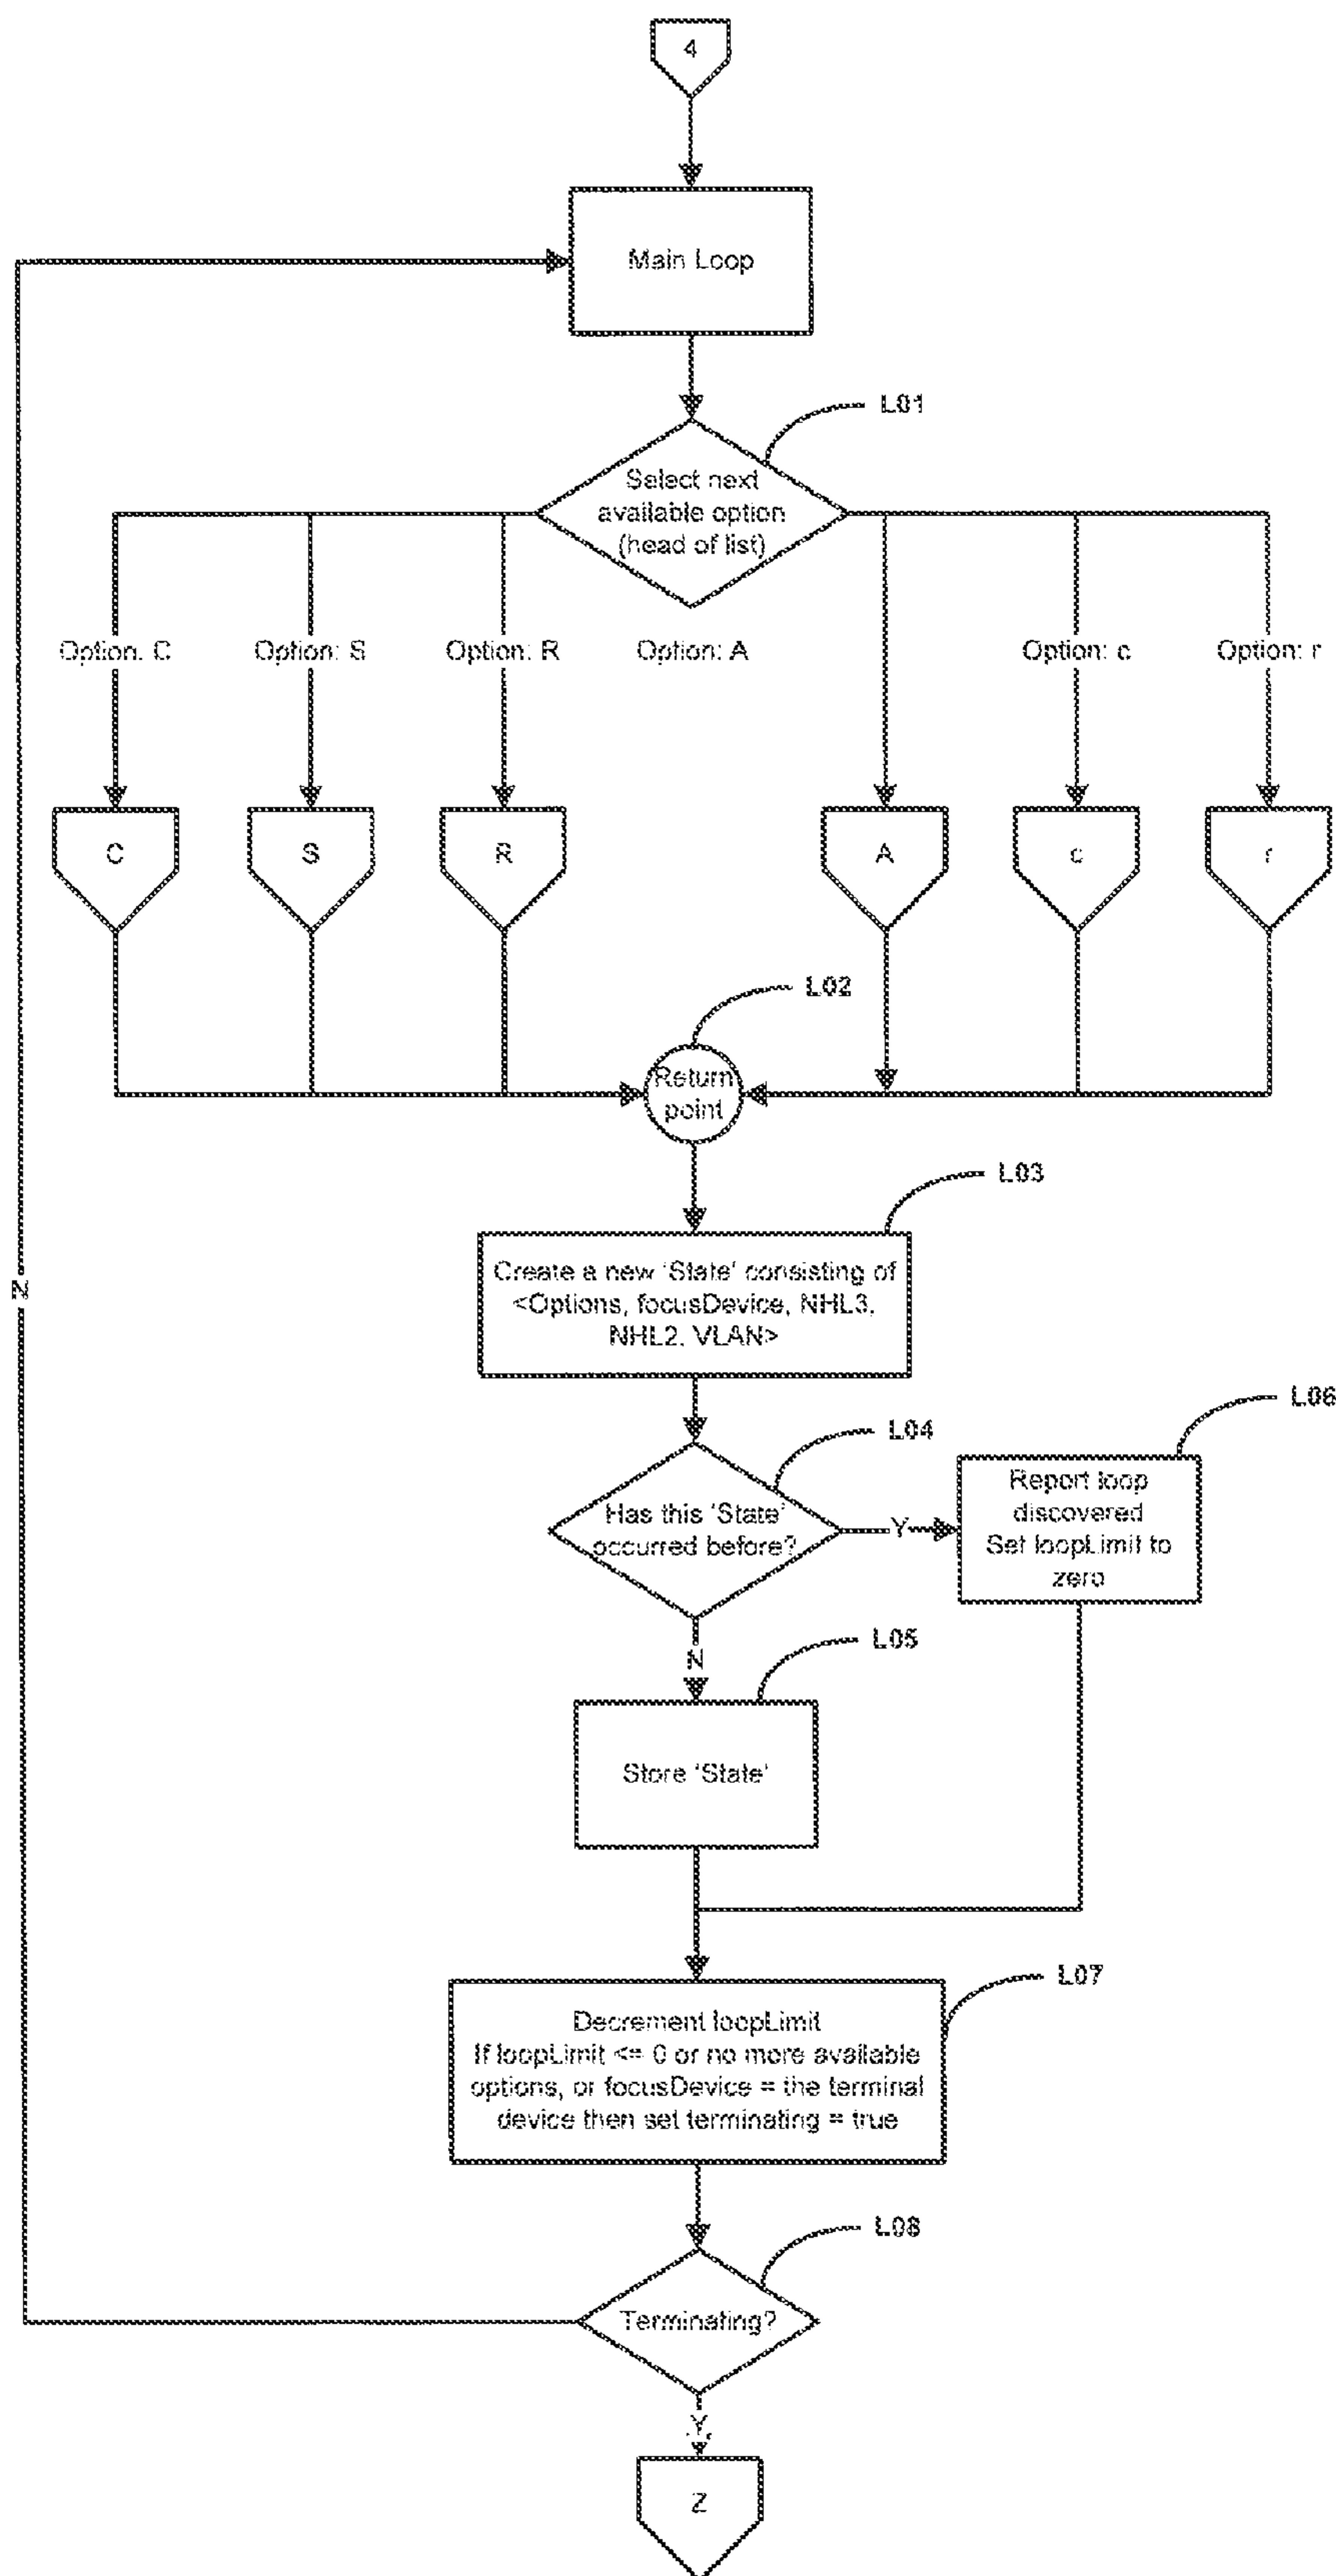 4
Main Loop
L01
Select next
available option
(head of list)
Option: C
Option: S
Option: R
Option: A
Option: c
Option: r
C
S
R
A
c
r
L02
Return
point
L03
Create a new 'State' consisting of
<Options, focusDevice, NHL3,
NHL2, VLAN>
N
L04
L06
Has this 'State'
occurred before?
Y
Report loop
discovered
Set loopLimit to
zero
N
L05
Store 'State'
L07
Decrement loopLimit
If loopLimit <= 0 or no more available
options, or focusDevice = the terminal
device then set terminating = true
L08
Terminating?
Y
Z